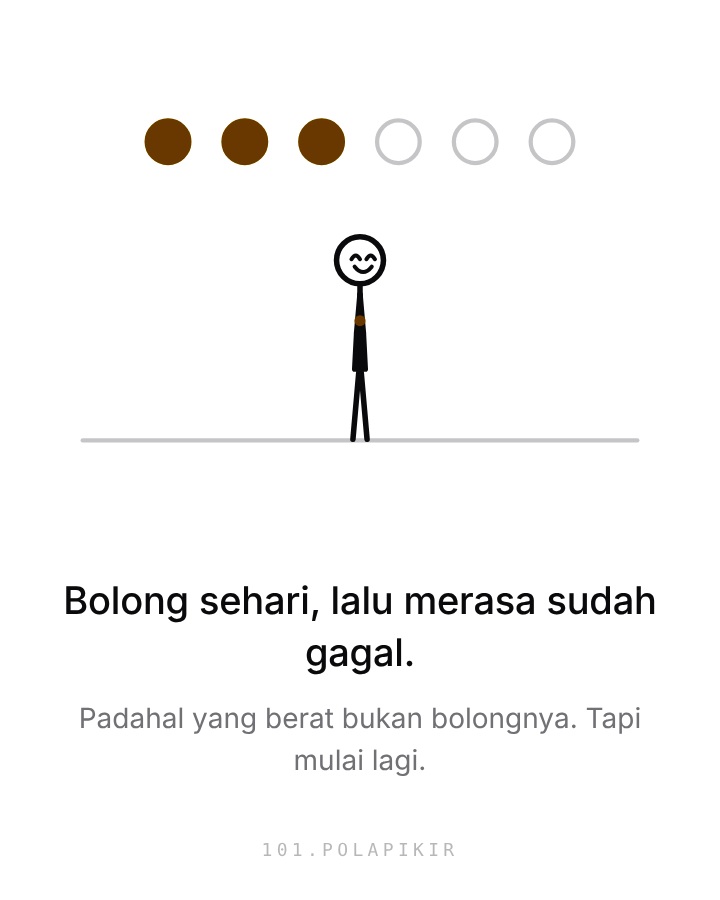 Bolong sehari, lalu merasa sudah
gagal.
Padahal yang berat bukan bolongnya. Tapi
mulai lagi.
101.POLAPIKIR